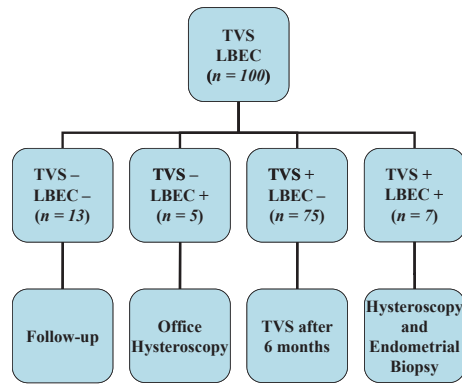 TVS
LBEC
(n = 100)
TVS –
LBEC –
(n = 13)
TVS –
LBEC +
(n = 5)
TVS +
LBEC –
(n = 75)
TVS +
LBEC +
(n = 7)
Follow-up
Office
Hysteroscopy
TVS after
6 months
Hysteroscopy
and
Endometrial
Biopsy